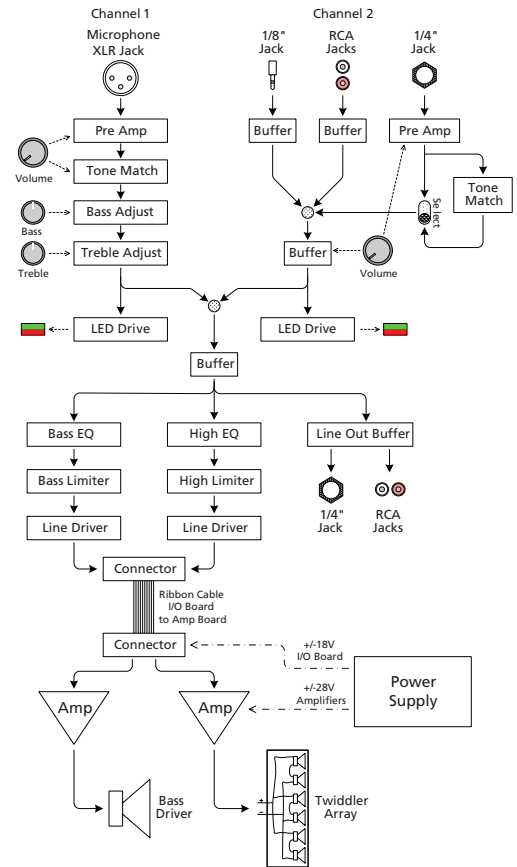 Channel 1
Channel 2
Microphone
XLR Jack
1/8"
Jack
RCA
Jacks
1/4"
Jack
Pre Amp
Buffer
Buffer
Pre Amp
Volume
Tone Match
Tone
Match
Select
Bass Adjust
Bass
Treble Adjust
Treble
Buffer
Volume
LED Drive
LED Drive
Buffer
Bass EQ
High EQ
Line Out Buffer
Bass Limiter
High Limiter
1/4"
Jack
RCA
Jacks
Line Driver
Line Driver
Connector
Ribbon Cable
I/O Board
to Amp Board
Connector
+/-18V
I/O Board
+/-28V
Amplifiers
Power
Supply
Amp
Amp
Bass
Driver
+
-
Twiddler
Array